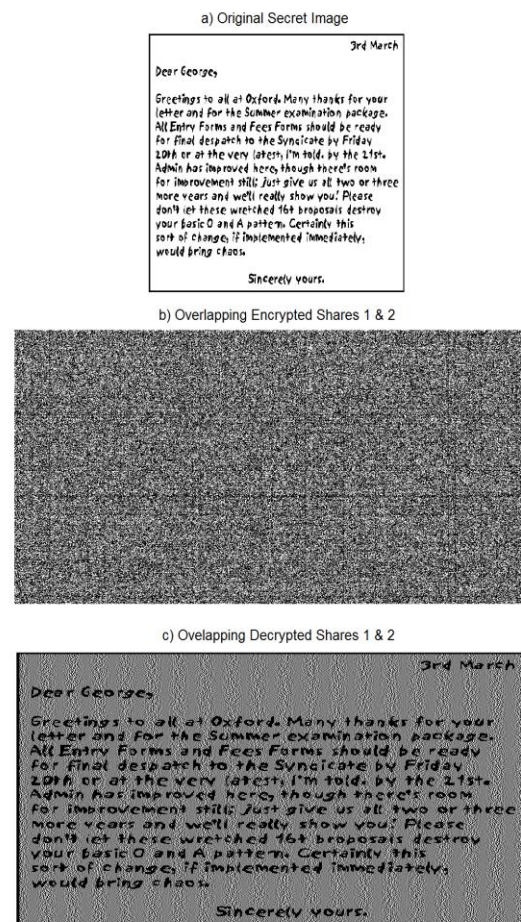 a) Original Secret Image
3rd March
Dear George,
Greetings to all at Oxford. Many thanks for your
letter and for the Summer examination package.
All Entry Forms and Fees Forms should be ready
for final despatch to the Syndicate by Friday
20th or at the very latest, I'm told. by the 21st.
Admin has improved here, though there's room
for improvement still; just give us all two or three
more years and we'll really show you! Please
don't let these wretched 16+ proposals destroy
your basic O and A pattern. Certainly this
sort of change, if implemented immediately,
would bring chaos.
Sincerely yours.
b) Overlapping Encrypted Shares 1 & 2
c) Ovelapping Decrypted Shares 1 & 2
3rd March
Dear George,
Greetings to all at Oxford. Many thanks for your
letter and for the Summer examination package.
All Entry Forms and Fees Forms should be ready
for final despatch to the Syndicate by Friday
20th or at the very latest, I'm told. by the 21st.
Admin has improved here, though there's room
for improvement still; just give us all two or three
more years and we'll really show you! Please
don't let these wretched 16+ proposals destroy
your basic O and A pattern. Certainly this
sort of change, if implemented immediately,
would bring chaos.
Sincerely yours.